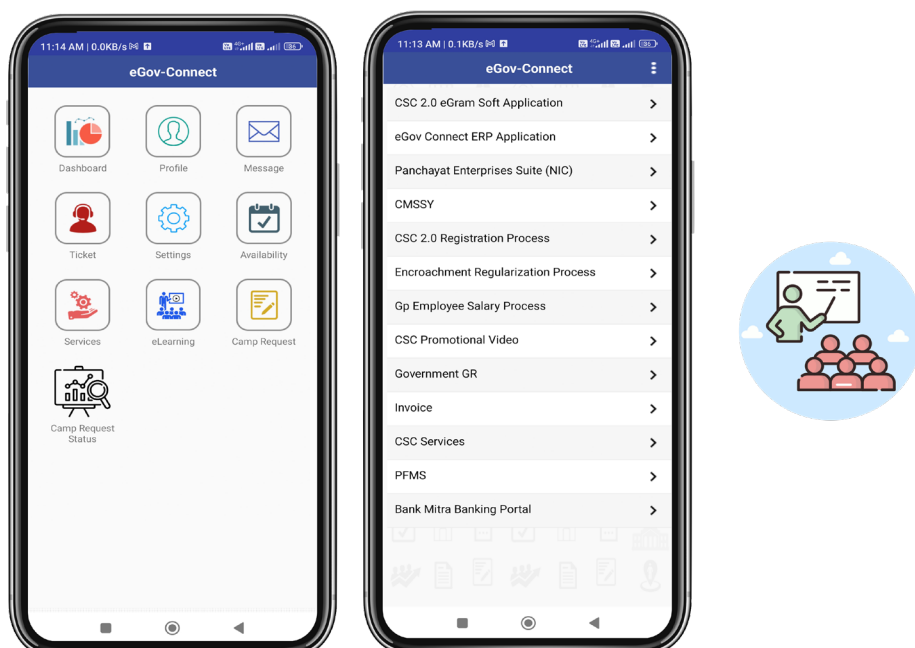 11:14 AM | 0.0KB/s
eGov-Connect
Dashboard
Profile
Message
Ticket
Settings
Availability
Services
eLearning
Camp Request
Camp Request
Status
11:13 AM | 0.1KB/s
eGov-Connect
CSC 2.0 eGram Soft Application
eGov Connect ERP Application
Panchayat Enterprises Suite (NIC)
CMSSY
CSC 2.0 Registration Process
Encroachment Regularization Process
Gp Employee Salary Process
CSC Promotional Video
Government GR
Invoice
CSC Services
PFMS
Bank Mitra Banking Portal